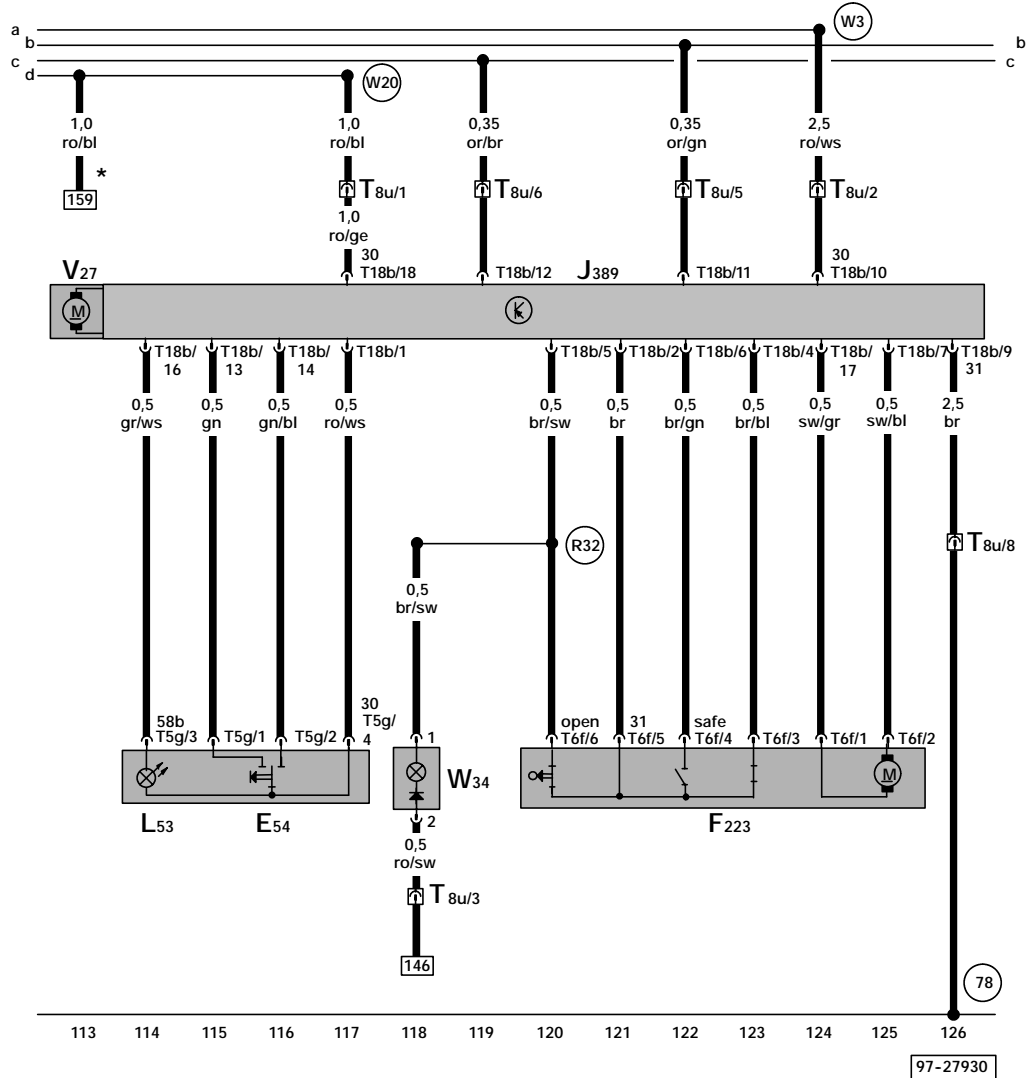 a
W3
b
b
c
c
d
W20
1,0
ro/bl
1,0
ro/bl
0,35
or/br
0,35
or/gn
2,5
ro/ws
*
159
T8u/1
T8u/6
T8u/5
T8u/2
1,0
ro/ge
30
T18b/18
T18b/12
T18b/11
30
T18b/10
V27
J389
M
T18b/
16
T18b/
13
T18b/
14
T18b/1
T18b/5
T18b/2
T18b/6
T18b/4
T18b/
17
T18b/7
T18b/9
31
0,5
gr/ws
0,5
gn
0,5
gn/bl
0,5
ro/ws
0,5
br/sw
0,5
br
0,5
br/gn
0,5
br/bl
0,5
sw/gr
0,5
sw/bl
2,5
br
R32
T8u/8
0,5
br/sw
58b
T5g/3
T5g/1
T5g/2
30
T5g/
4
1
open
T6f/6
31
T6f/5
safe
T6f/4
T6f/3
T6f/1
T6f/2
M
W34
L53
E54
2
F223
0,5
ro/sw
T8u/3
146
78
113 114 115 116 117 118 119 120 121 122 123 124 125 126
97-27930